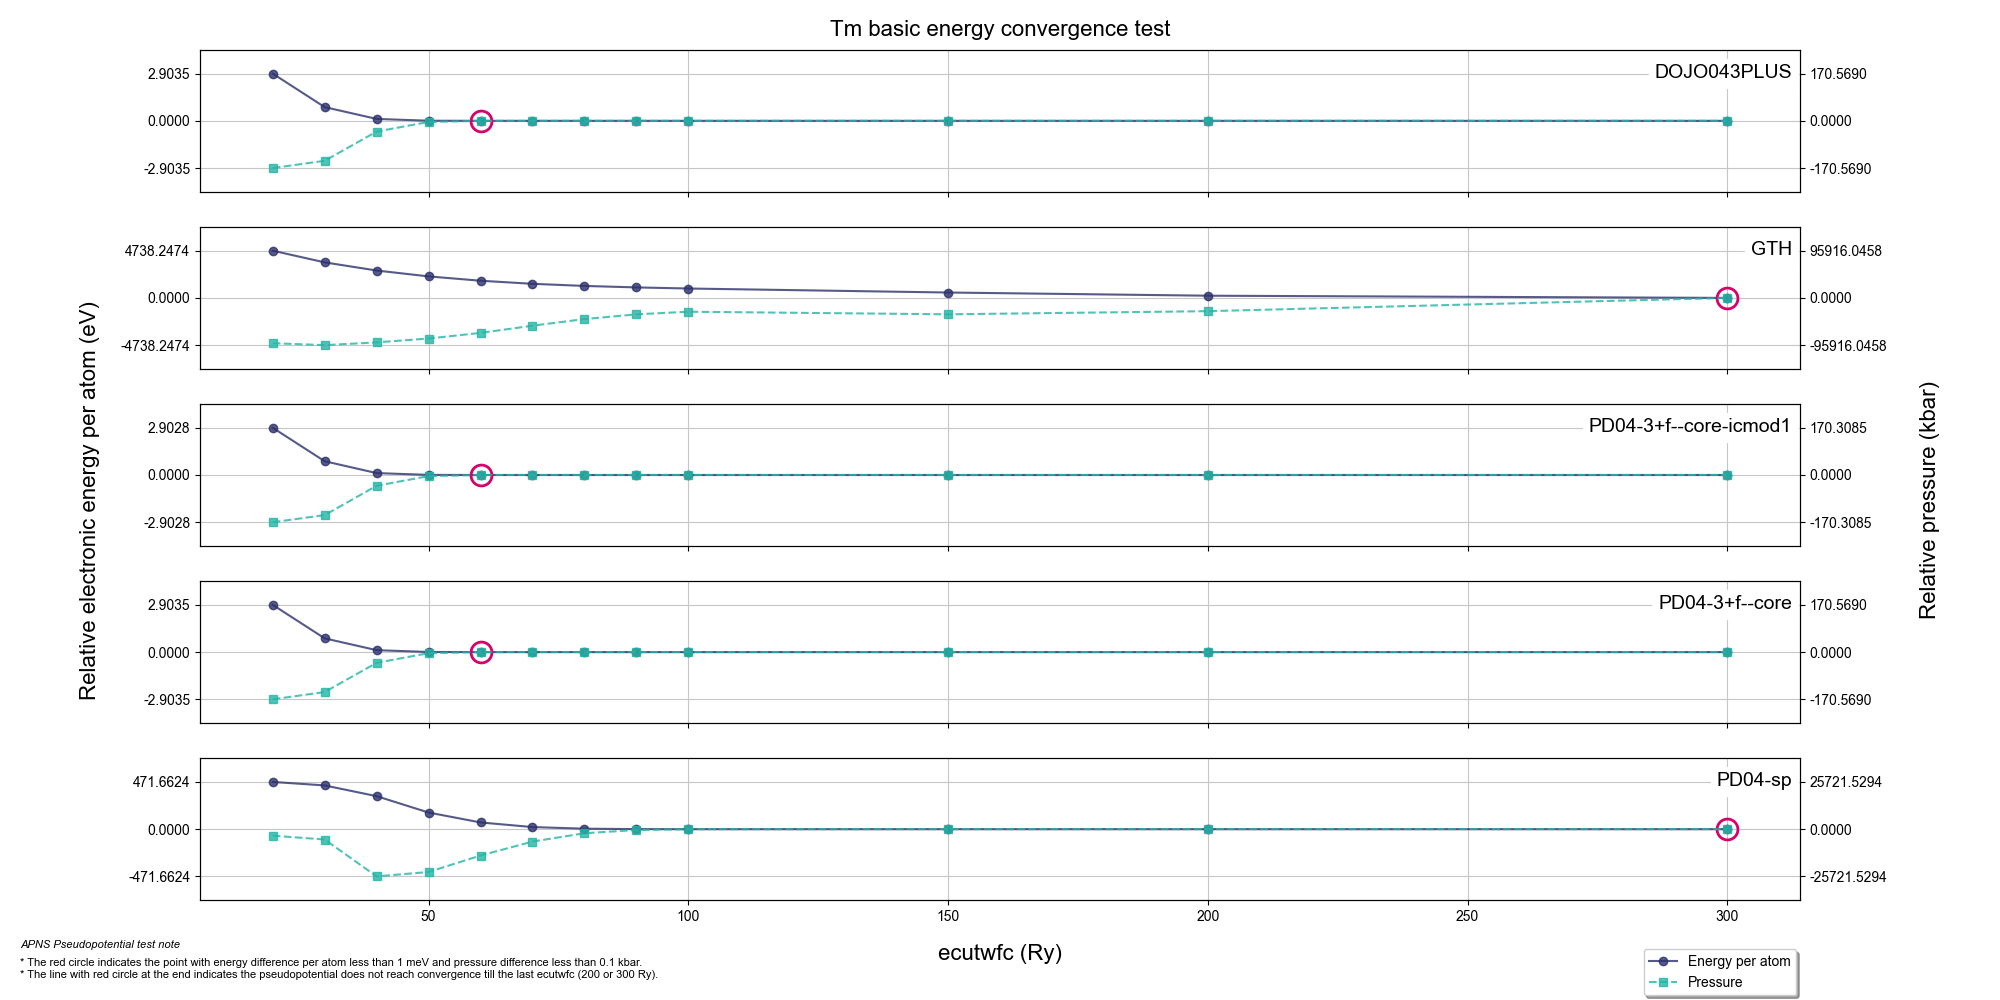 Tm basic energy convergence test
DOJO043PLUS
2.9035
0.0000
-2.9035
170.5690
0.0000
-170.5690
GTH
4738.2474
0.0000
-4738.2474
95916.0458
0.0000
-95916.0458
PD04-3+f--core-icmod1
2.9028
0.0000
-2.9028
170.3085
0.0000
-170.3085
PD04-3+f--core
2.9035
0.0000
-2.9035
170.5690
0.0000
-170.5690
PD04-sp
471.6624
0.0000
-471.6624
25721.5294
0.0000
-25721.5294
Relative electronic energy per atom (eV)
Relative pressure (kbar)
50 100 150 200 250 300
ecutwfc (Ry)
APNS Pseudopotential test note
* The red circle indicates the point with energy difference per atom less than 1 meV and pressure difference less than 0.1 kbar.
* The line with red circle at the end indicates the pseudopotential does not reach convergence till the last ecutwfc (200 or 300 Ry).
Energy per atom
Pressure